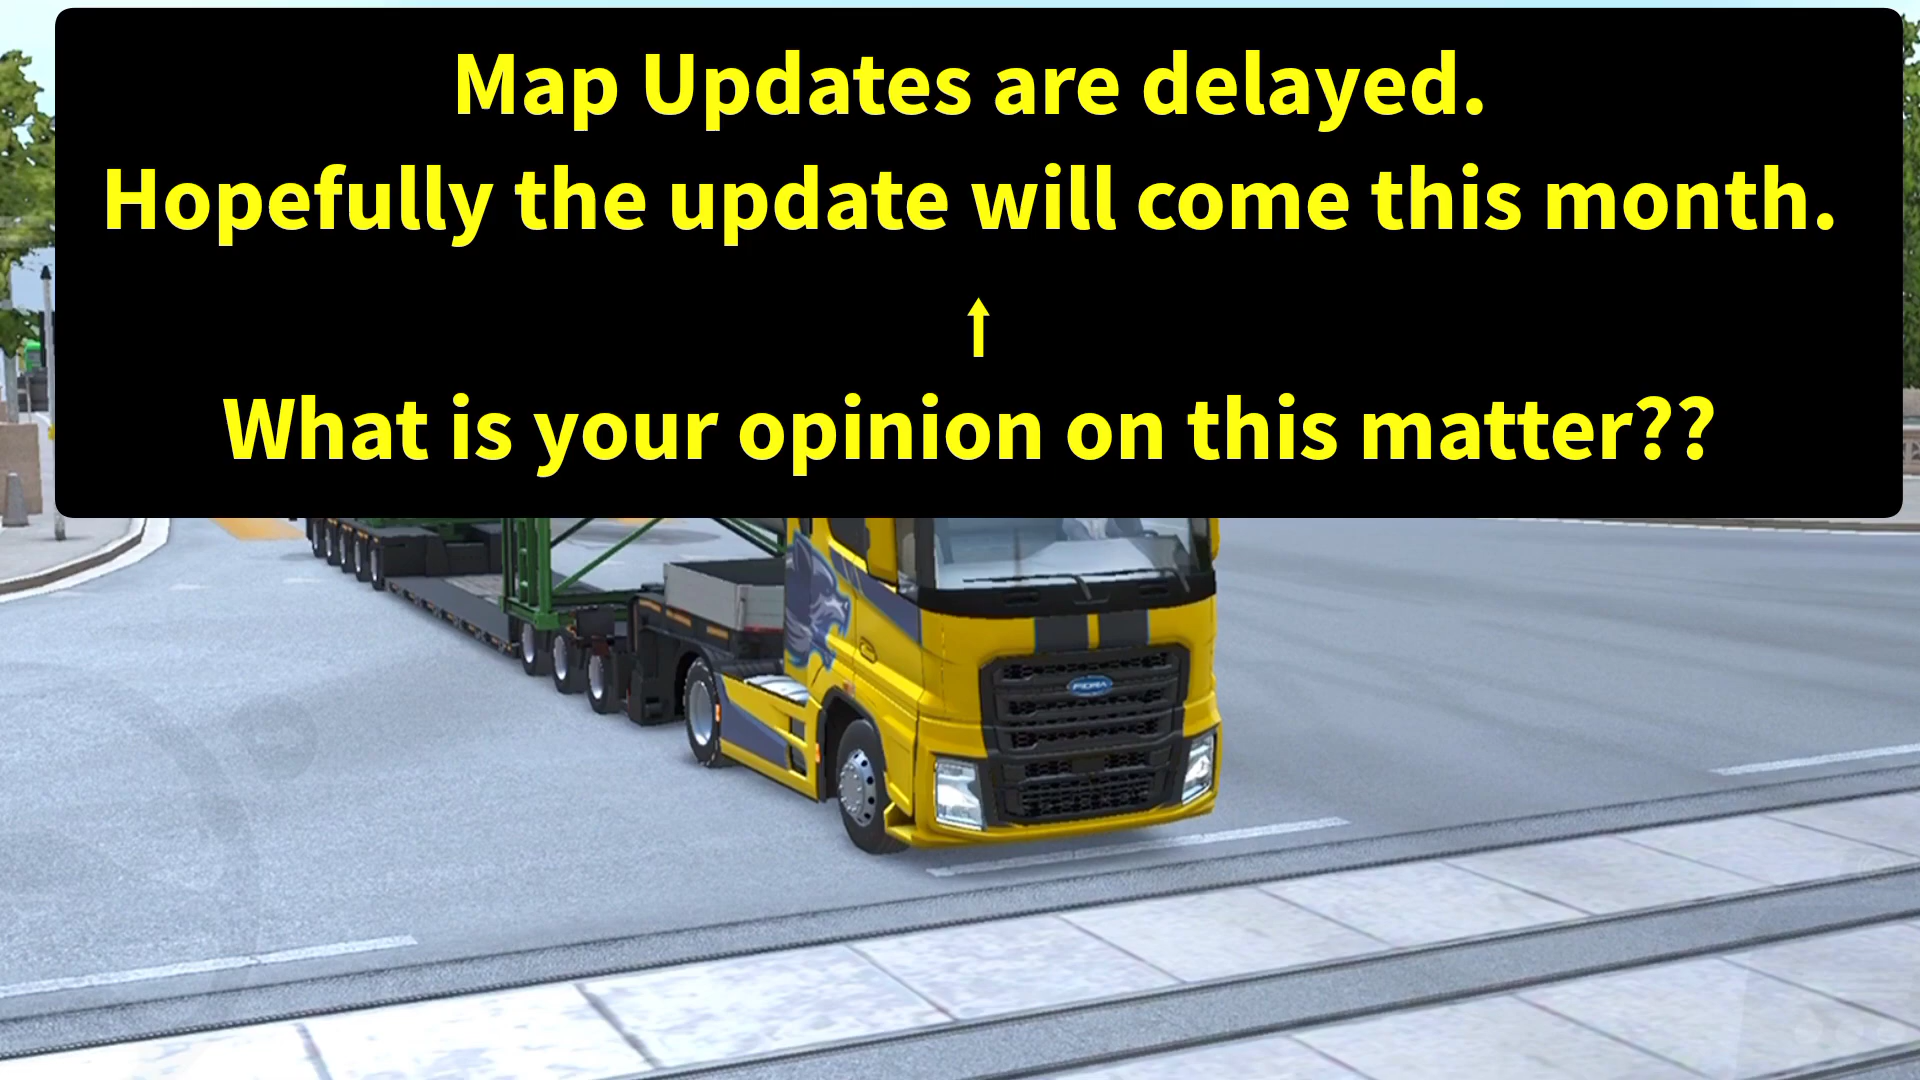 Map Updates are delayed.
Hopefully the update will come this month.
What is your opinion on this matter??